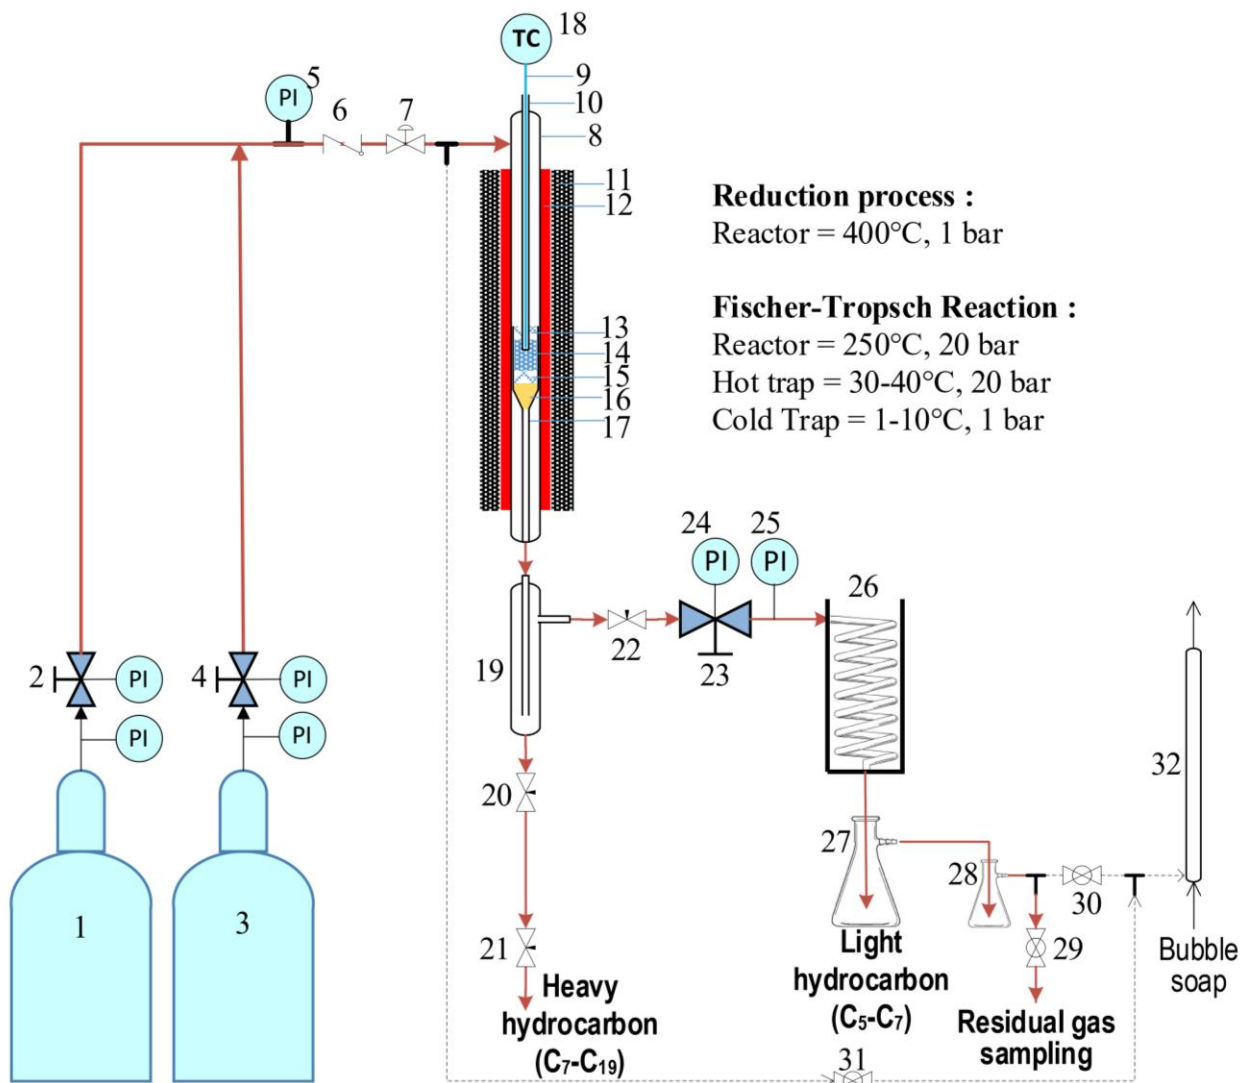 TC
18
9
10
8
PI
5
6
7
11
12
Reduction process :
Reactor = 400°C, 1 bar
Fischer-Tropsch Reaction :
Reactor = 250°C, 20 bar
Hot trap = 30-40°C, 20 bar
Cold Trap = 1-10°C, 1 bar
13
14
15
16
17
24
25
PI
PI
26
22
23
19
2
PI
4
PI
PI
PI
20
32
27
28
30
1
3
21
29
Light
hydrocarbon
(C₅-C₇)
Bubble
soap
Heavy
hydrocarbon
(C₇-C₁₉)
Residual gas
sampling
31